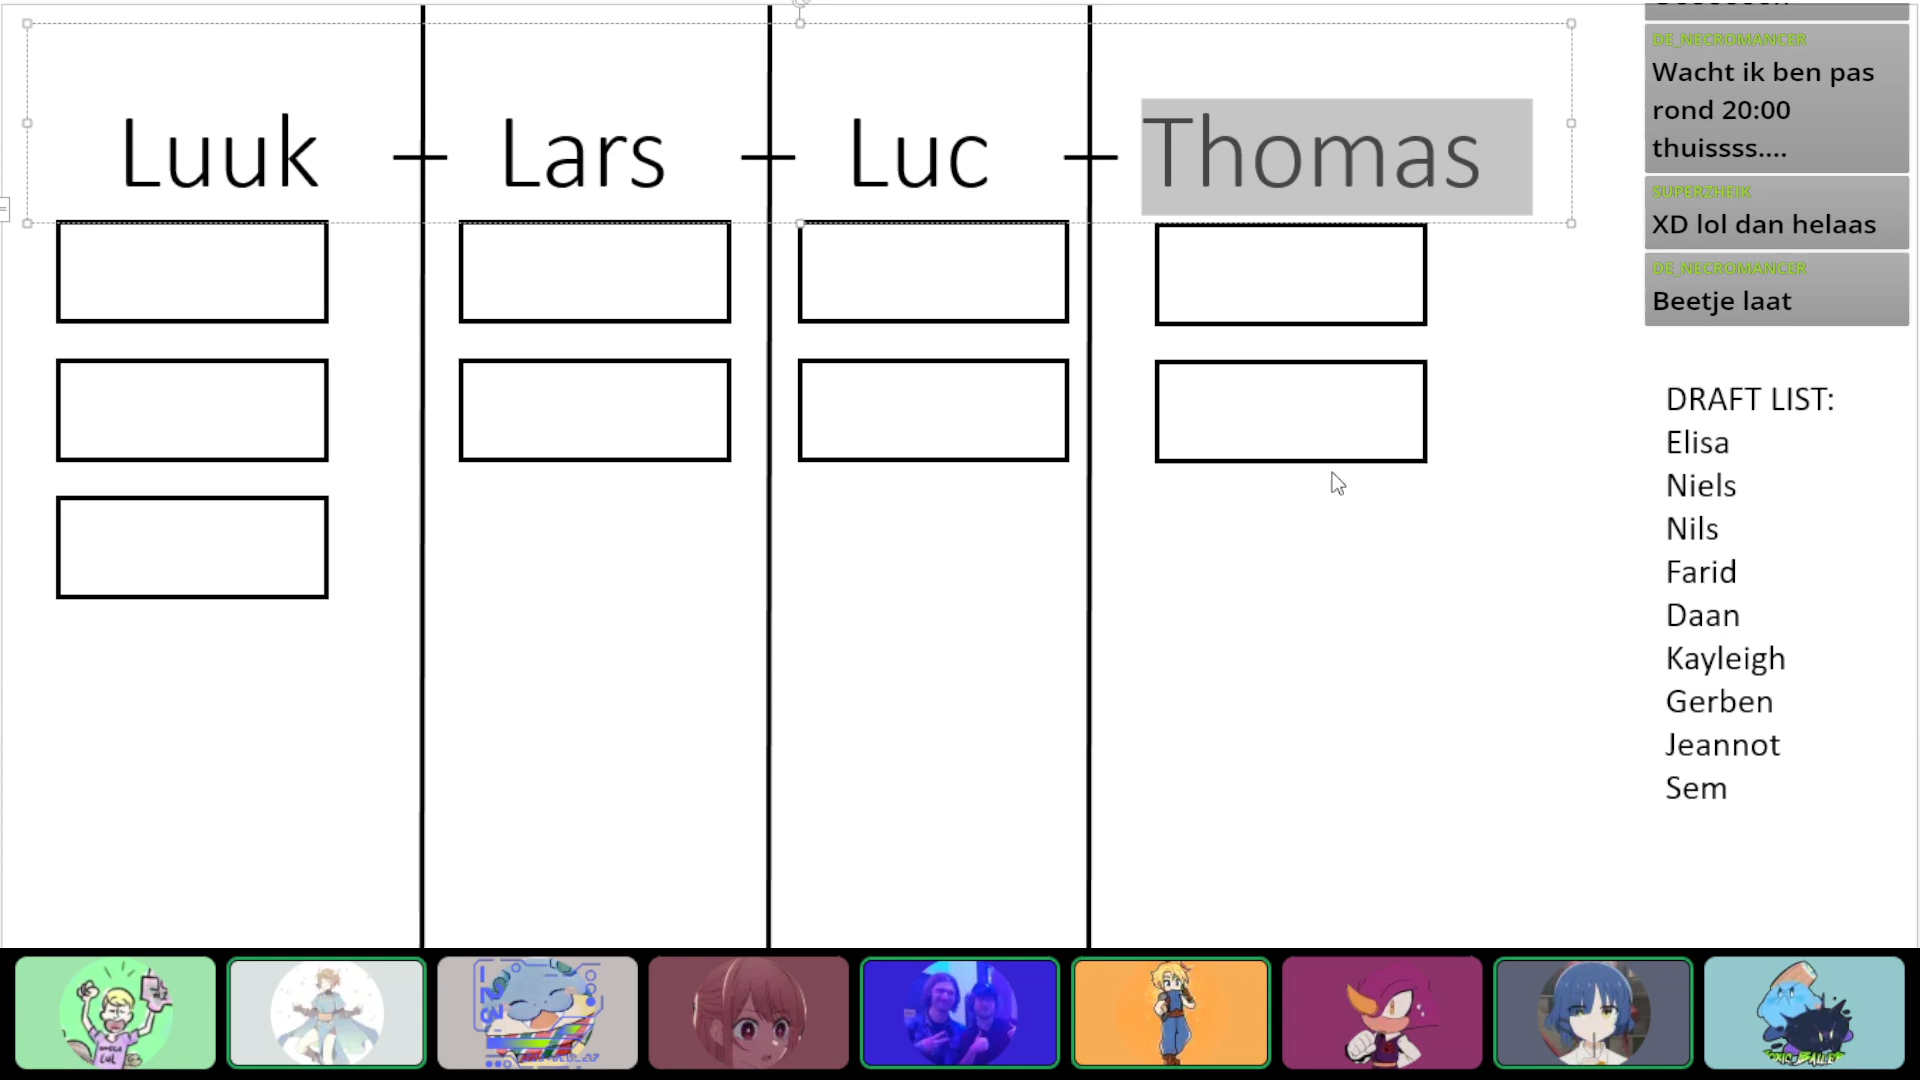 Luuk – Lars – Luc – Thomas
DE_NECROMANCER
Wacht ik ben pas
rond 20:00
thuissss....
SUPERZHEIK
XD lol dan helaas
DE_NECROMANCER
Beetje laat
DRAFT LIST:
Elisa
Niels
Nils
Farid
Daan
Kayleigh
Gerben
Jeannot
Sem